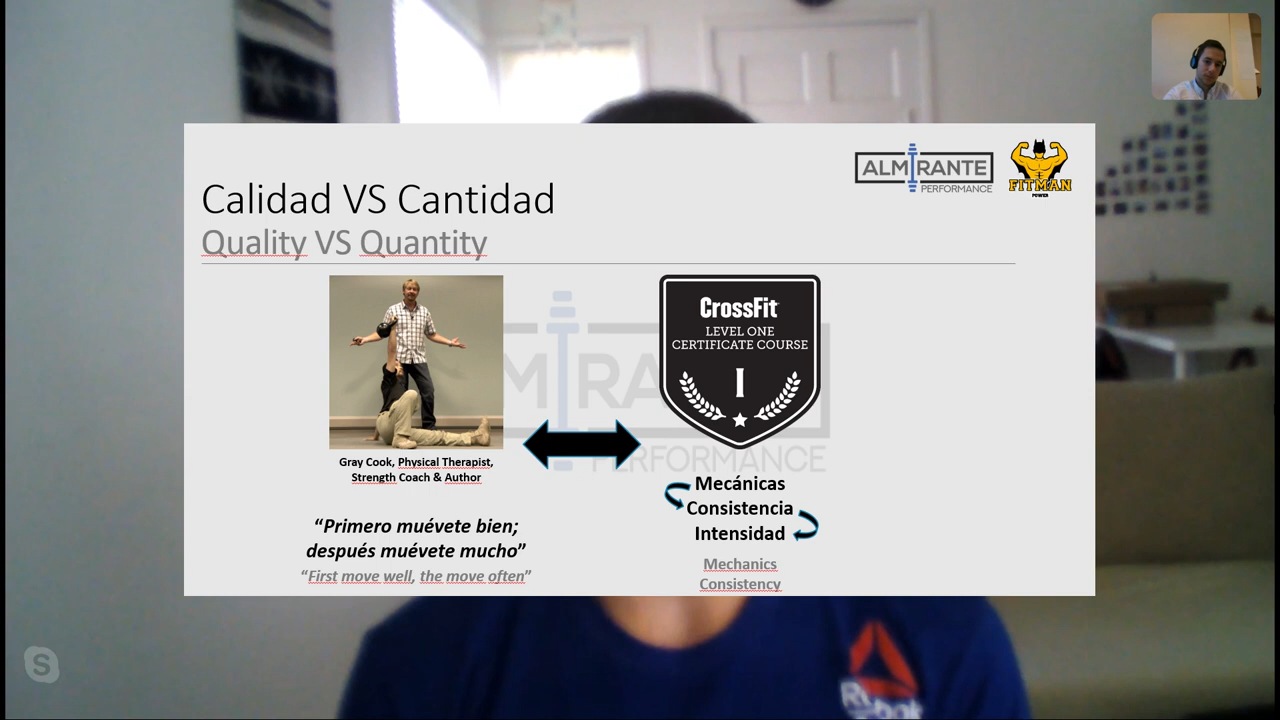 ALMIRANTE
PERFORMANCE
FITMAN
POWER
Calidad VS Cantidad
Quality VS Quantity
CrossFit
LEVEL ONE
CERTIFICATE COURSE
I
Gray Cook, Physical Therapist,
Strength Coach & Author
PERFORMANCE
Mecánicas
Consistencia
Intensidad
“Primero muévete bien;
después muévete mucho”
“First move well, the move often”
Mechanics
Consistency
S